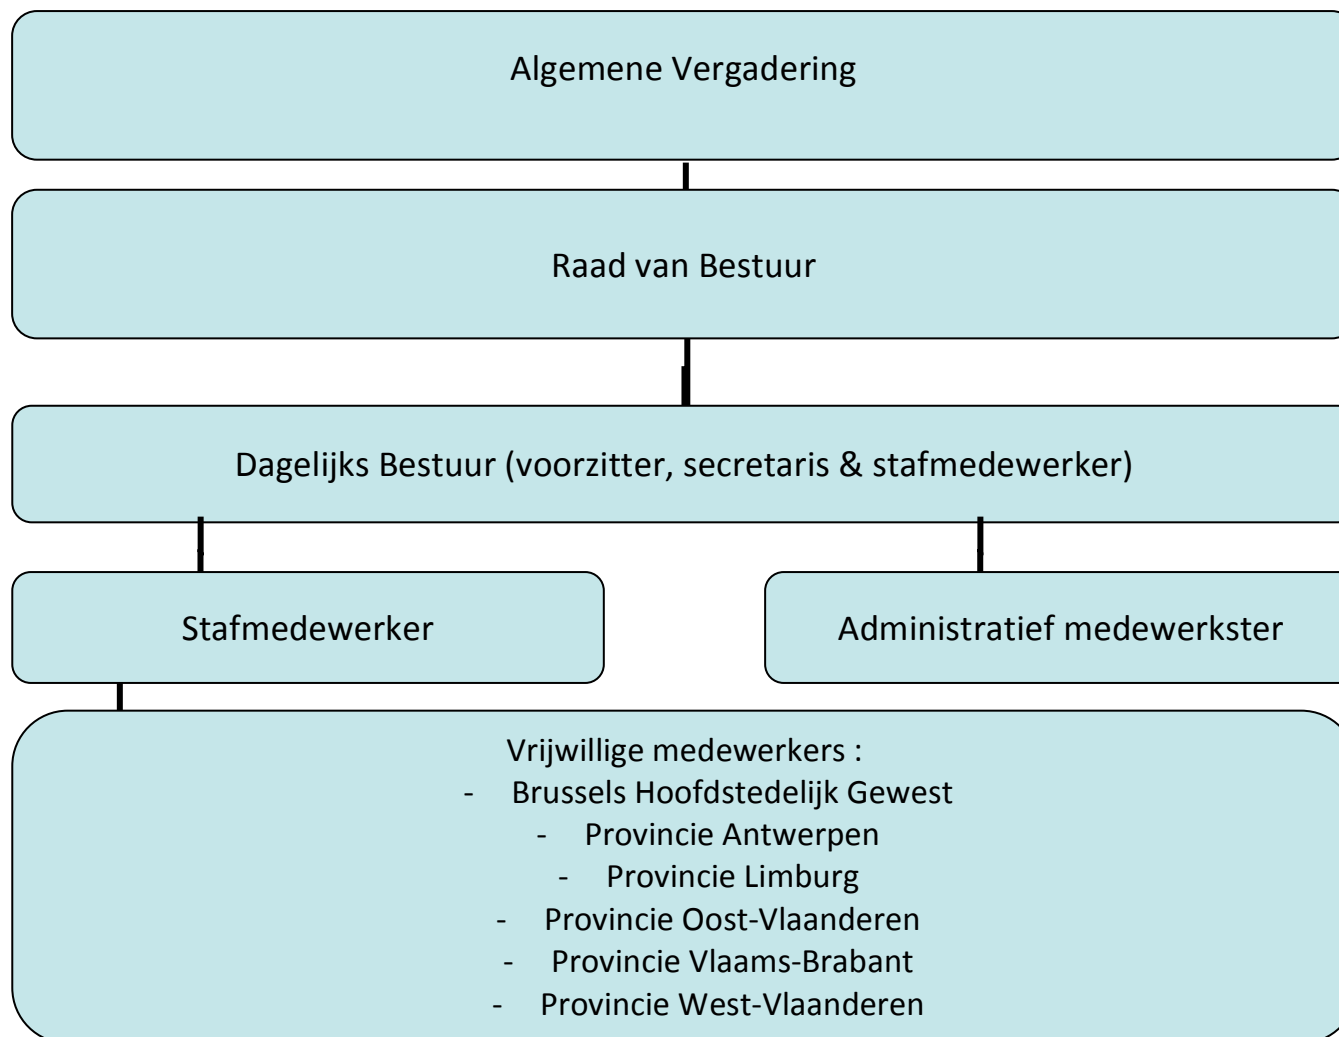 Algemene Vergadering
Raad van Bestuur
Dagelijks Bestuur (voorzitter, secretaris & stafmedewerker)
Stafmedewerker
Administratief medewerkster
Vrijwillige medewerkers :
- Brussels Hoofdstedelijk Gewest
- Provincie Antwerpen
- Provincie Limburg
- Provincie Oost-Vlaanderen
- Provincie Vlaams-Brabant
- Provincie West-Vlaanderen